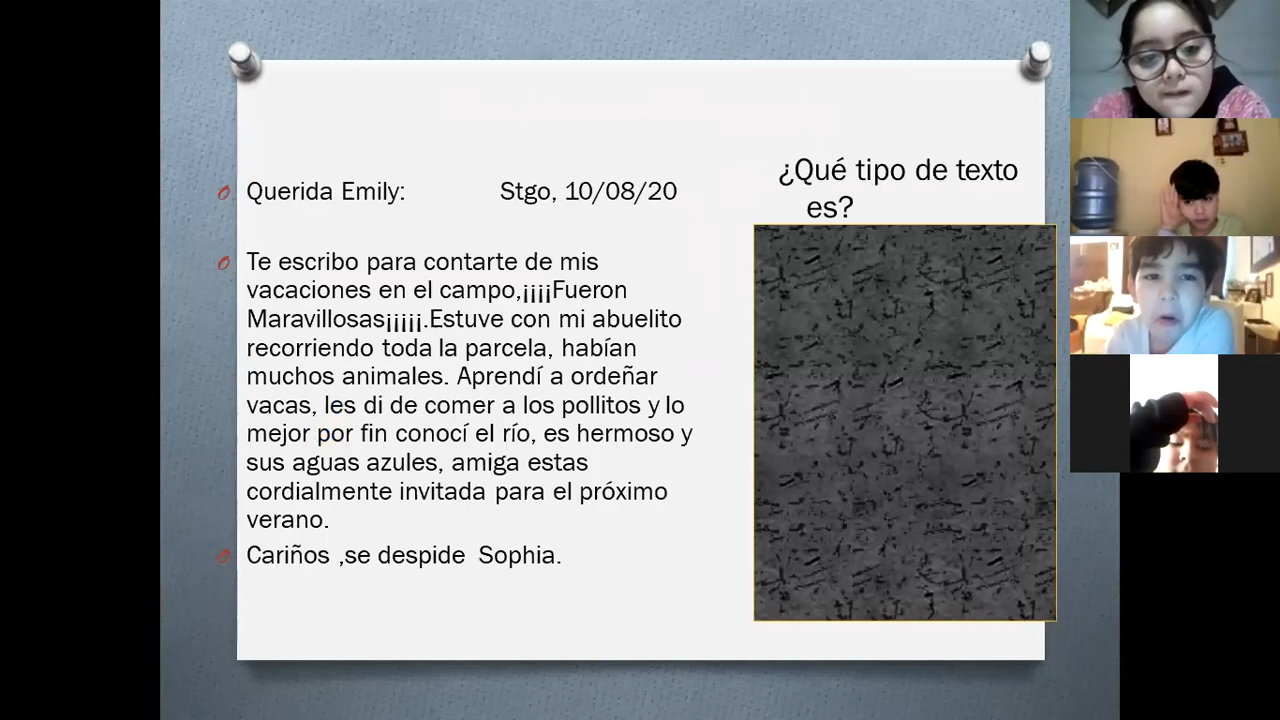 Querida Emily: Stgo, 10/08/20
Te escribo para contarte de mis
vacaciones en el campo,¡¡¡¡Fueron
Maravillosas¡¡¡¡¡.Estuve con mi abuelito
recorriendo toda la parcela, habían
muchos animales. Aprendí a ordeñar
vacas, les di de comer a los pollitos y lo
mejor por fin conocí el río, es hermoso y
sus aguas azules, amiga estas
cordialmente invitada para el próximo
verano.
Cariños ,se despide Sophia.
¿Qué tipo de texto
es?